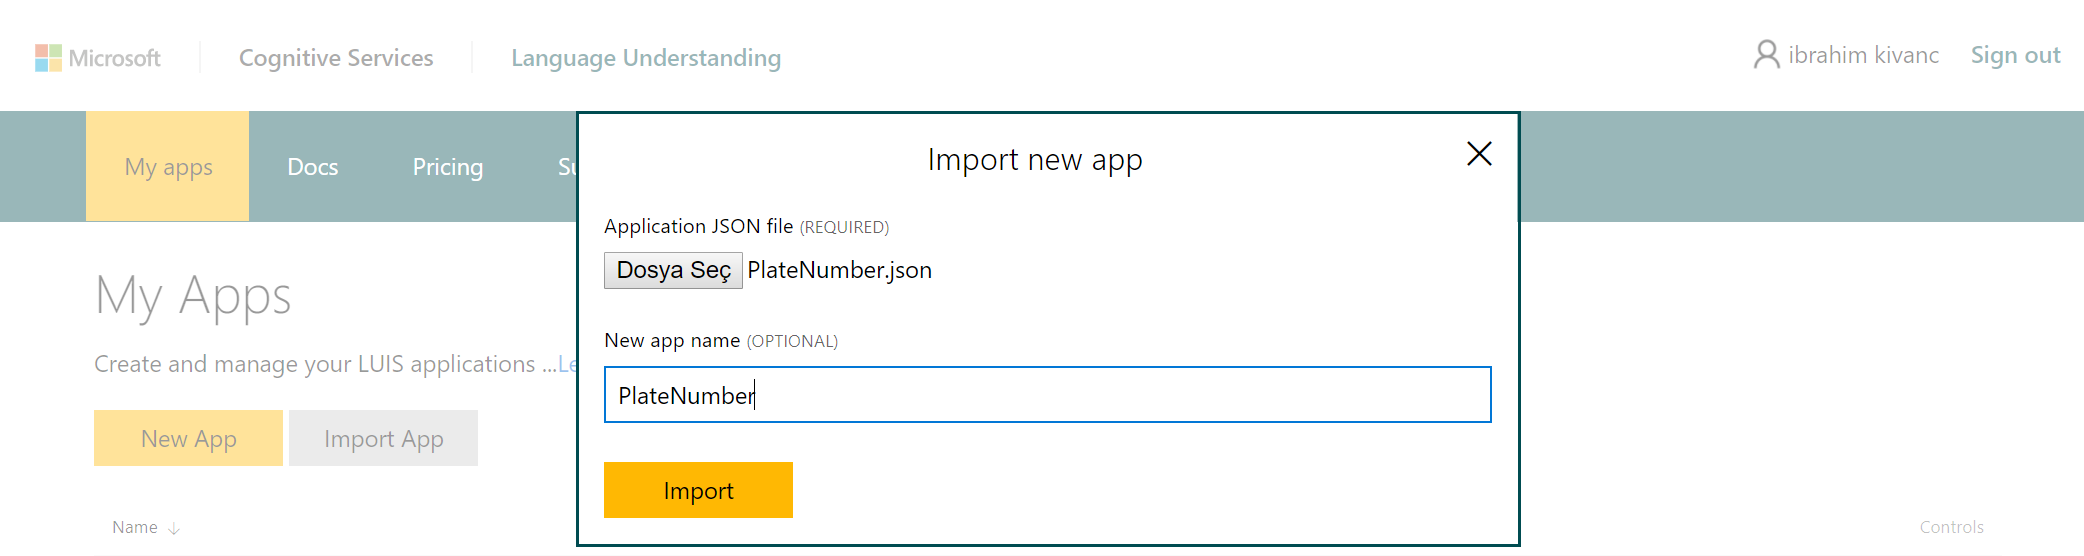 Microsoft Cognitive Services Language Understanding ibrahim kivanc Sign out
My apps Docs Pricing
Import new app
Application JSON file (REQUIRED)
Dosya Seç PlateNumber.json
My Apps
New app name (OPTIONAL)
Create and manage your LUIS applications ...
PlateNumber
New App Import App
Import
Name Controls